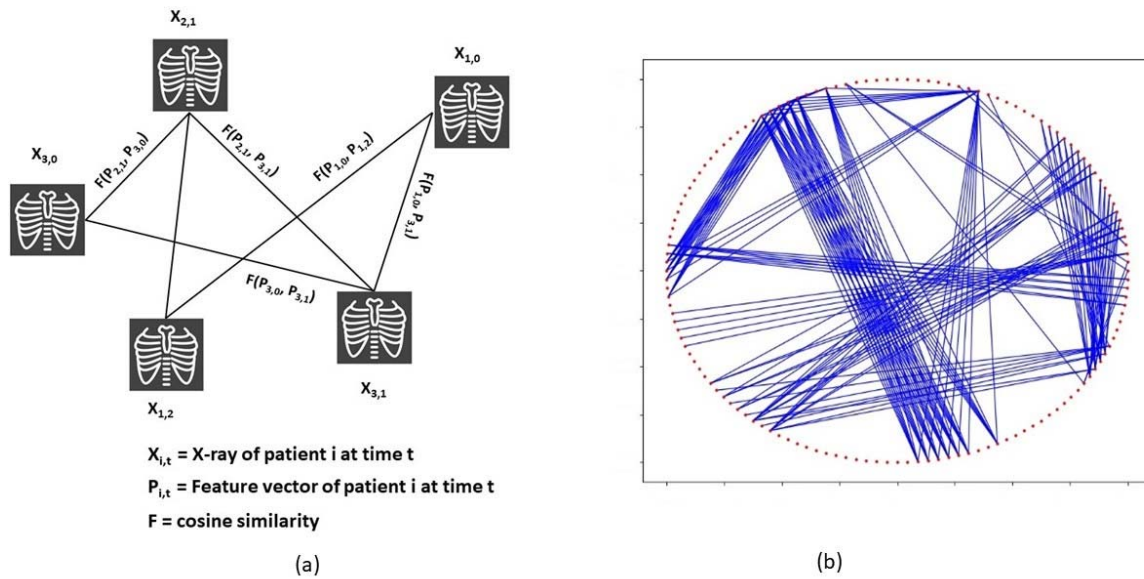 X2,1
X1,0
X3,0
F(P2,1, P3,0)
F(P2,1, P3,1)
F(P1,0, P1,2)
F(P1,0, P3,1)
F(P3,0, P3,1)
X1,2
X3,1
Xi,t = X-ray of patient i at time t
Pi,t = Feature vector of patient i at time t
F = cosine similarity
(a)
(b)